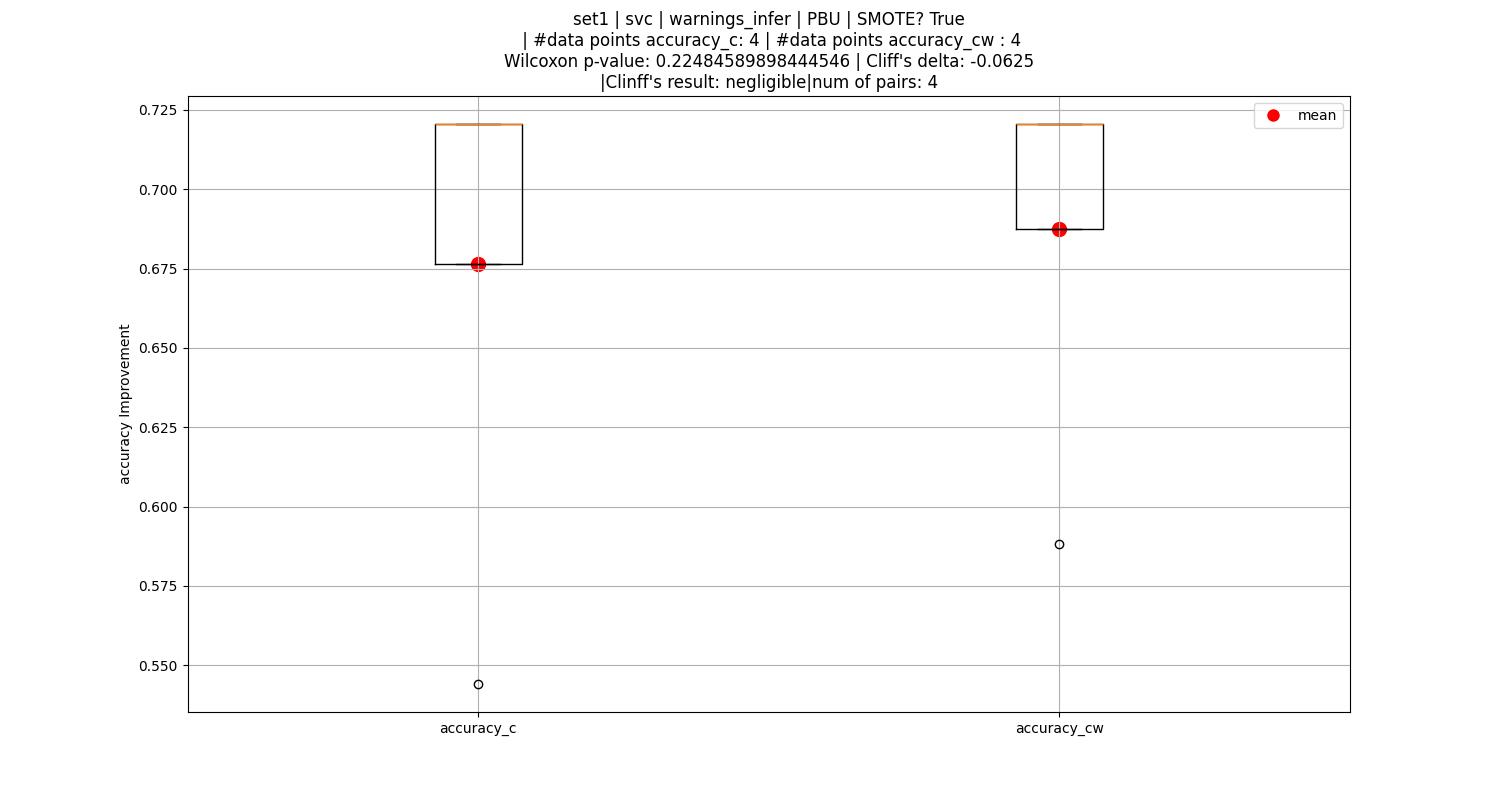 set1 | svc | warnings_infer | PBU | SMOTE? True
| #data points accuracy_c: 4 | #data points accuracy_cw : 4
Wilcoxon p-value: 0.22484589898444546 | Cliff's delta: -0.0625
|Clinff's result: negligible|num of pairs: 4
mean
0.725
0.700
0.675
0.650
0.625
0.600
0.575
0.550
accuracy Improvement
accuracy_c
accuracy_cw